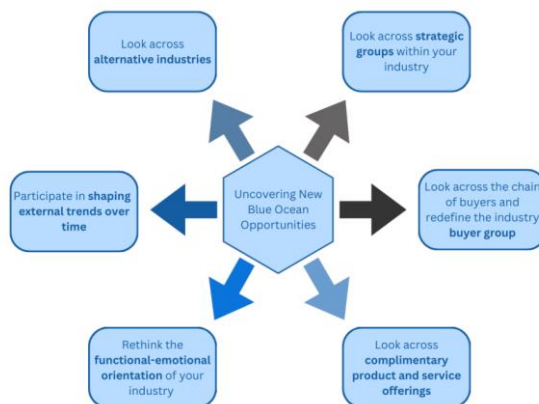 Look across
alternative industries
Look across strategic
groups within your
industry
Participate in shaping
external trends over
time
Uncovering New
Blue Ocean
Opportunities
Look across the chain
of buyers and
redefine the industry
buyer group
Rethink the
functional-emotional
orientation of your
industry
Look across
complimentary
product and service
offerings